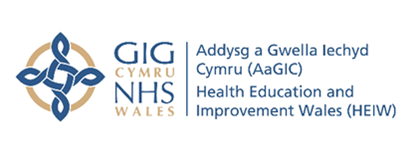 GIG
CYMRU
NHS
WALES
Addysg a Gwella Iechyd
Cymru (AaGIC)
Health Education and
Improvement Wales (HEIW)